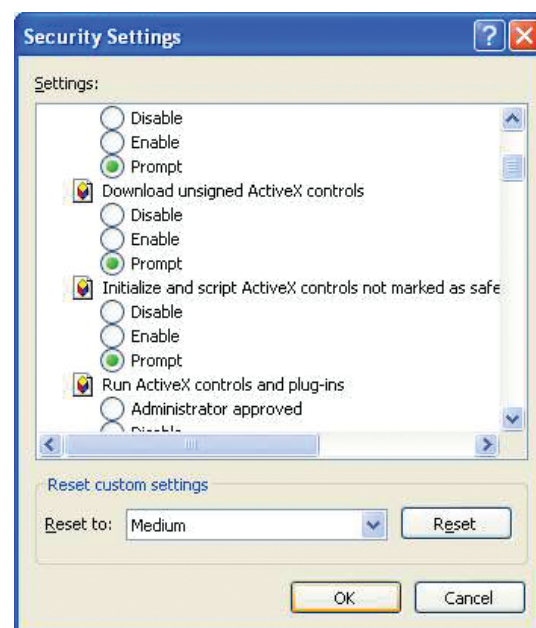 Security Settings
Settings:
Disable
Enable
Prompt
Download unsigned ActiveX controls
Disable
Enable
Prompt
Initialize and script ActiveX controls not marked as safe
Disable
Enable
Prompt
Run ActiveX controls and plug-ins
Administrator approved
Disable
Reset custom settings
Reset to: Medium Reset
OK Cancel